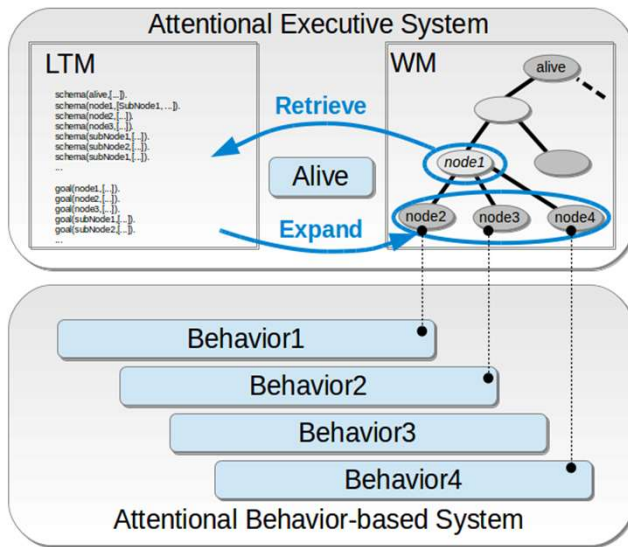 Attentional Executive System
LTM
schema(alive,[...]).
schema(node1,[SubNode1, ...]).
schema(node2,[...]).
schema(node3,[...]).
schema(subNode1,[...]).
schema(subNode2,[...]).
schema(subNode1,[...]).
...
goal(node1,[...]).
goal(node2,[...]).
goal(node3,[...]).
goal(subNode1,[...]).
goal(subNode2,[...]).
...
Retrieve
Alive
Expand
WM
alive
node1
node2
node3
node4
Behavior1
Behavior2
Behavior3
Behavior4
Attentional Behavior-based System